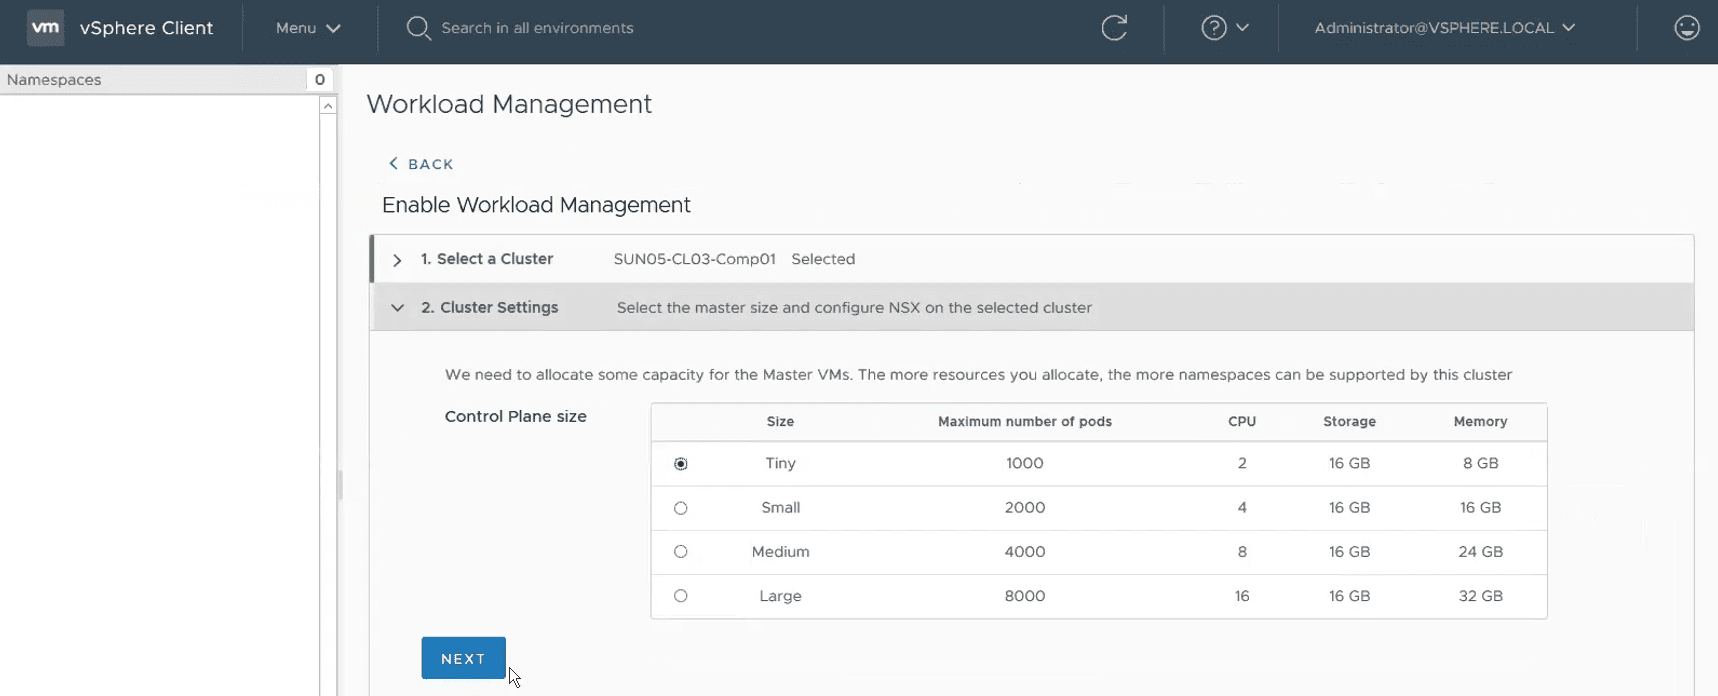 vm vSphere Client Menu Search in all environments ? Administrator@VSPHERE.LOCAL
Namespaces 0
Workload Management
BACK
Enable Workload Management
1. Select a Cluster SUN05-CL03-Comp01 Selected
2. Cluster Settings Select the master size and configure NSX on the selected cluster
We need to allocate some capacity for the Master VMs. The more resources you allocate, the more namespaces can be supported by this cluster
Control Plane size
Size Maximum number of pods CPU Storage Memory
Tiny 1000 2 16 GB 8 GB
Small 2000 4 16 GB 16 GB
Medium 4000 8 16 GB 24 GB
Large 8000 16 16 GB 32 GB
NEXT